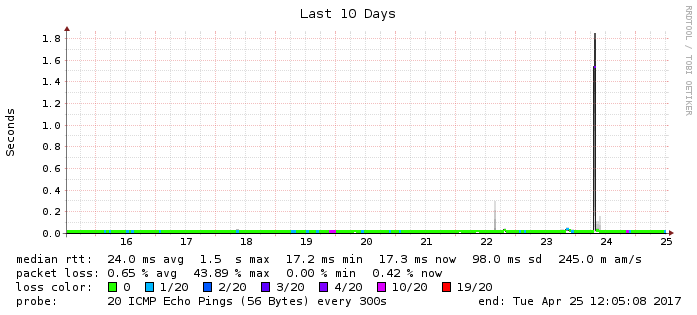 Last 10 Days
RRDTOOL / TOBI OETIKER
Seconds
1.8
1.6
1.4
1.2
1.0
0.8
0.6
0.4
0.2
0.0
16 17 18 19 20 21 22 23 24 25
median rtt: 24.0 ms avg 1.5 s max 17.2 ms min 17.3 ms now 98.0 ms sd 245.0 m am/s
packet loss: 0.65 % avg 43.89 % max 0.00 % min 0.42 % now
loss color: 0 1/20 2/20 3/20 4/20 10/20 19/20
probe: 20 ICMP Echo Pings (56 Bytes) every 300s end: Tue Apr 25 12:05:08 2017